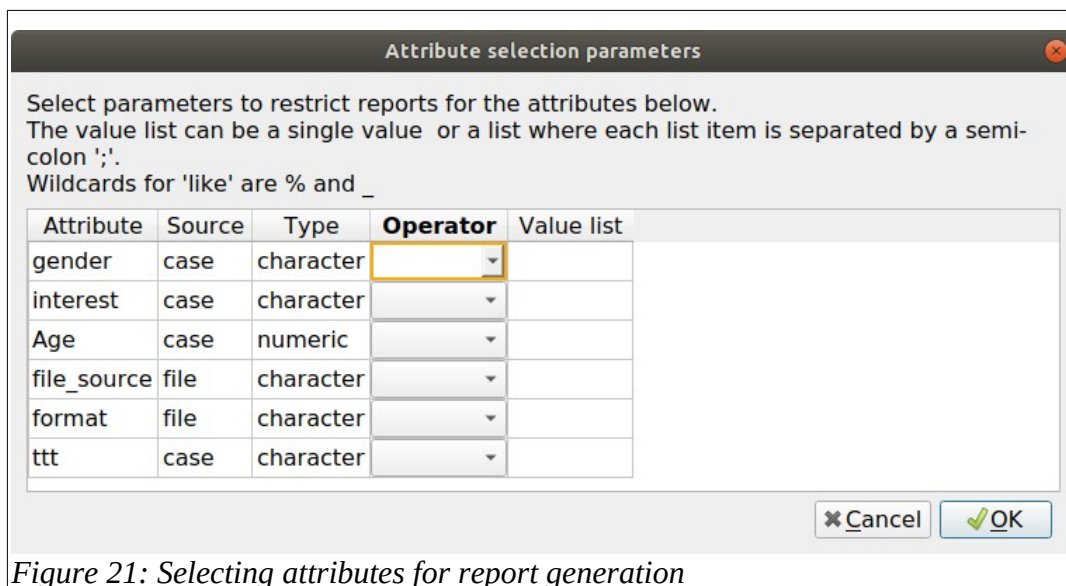 Attribute selection parameters
Select parameters to restrict reports for the attributes below.
The value list can be a single value  or a list where each list item is separated by a semi-
colon ';'.
Wildcards for 'like' are % and _
Attribute Source Type Operator Value list
gender case character
interest case character
Age case numeric
file_source file character
format file character
ttt case character
Cancel OK
Figure 21: Selecting attributes for report generation